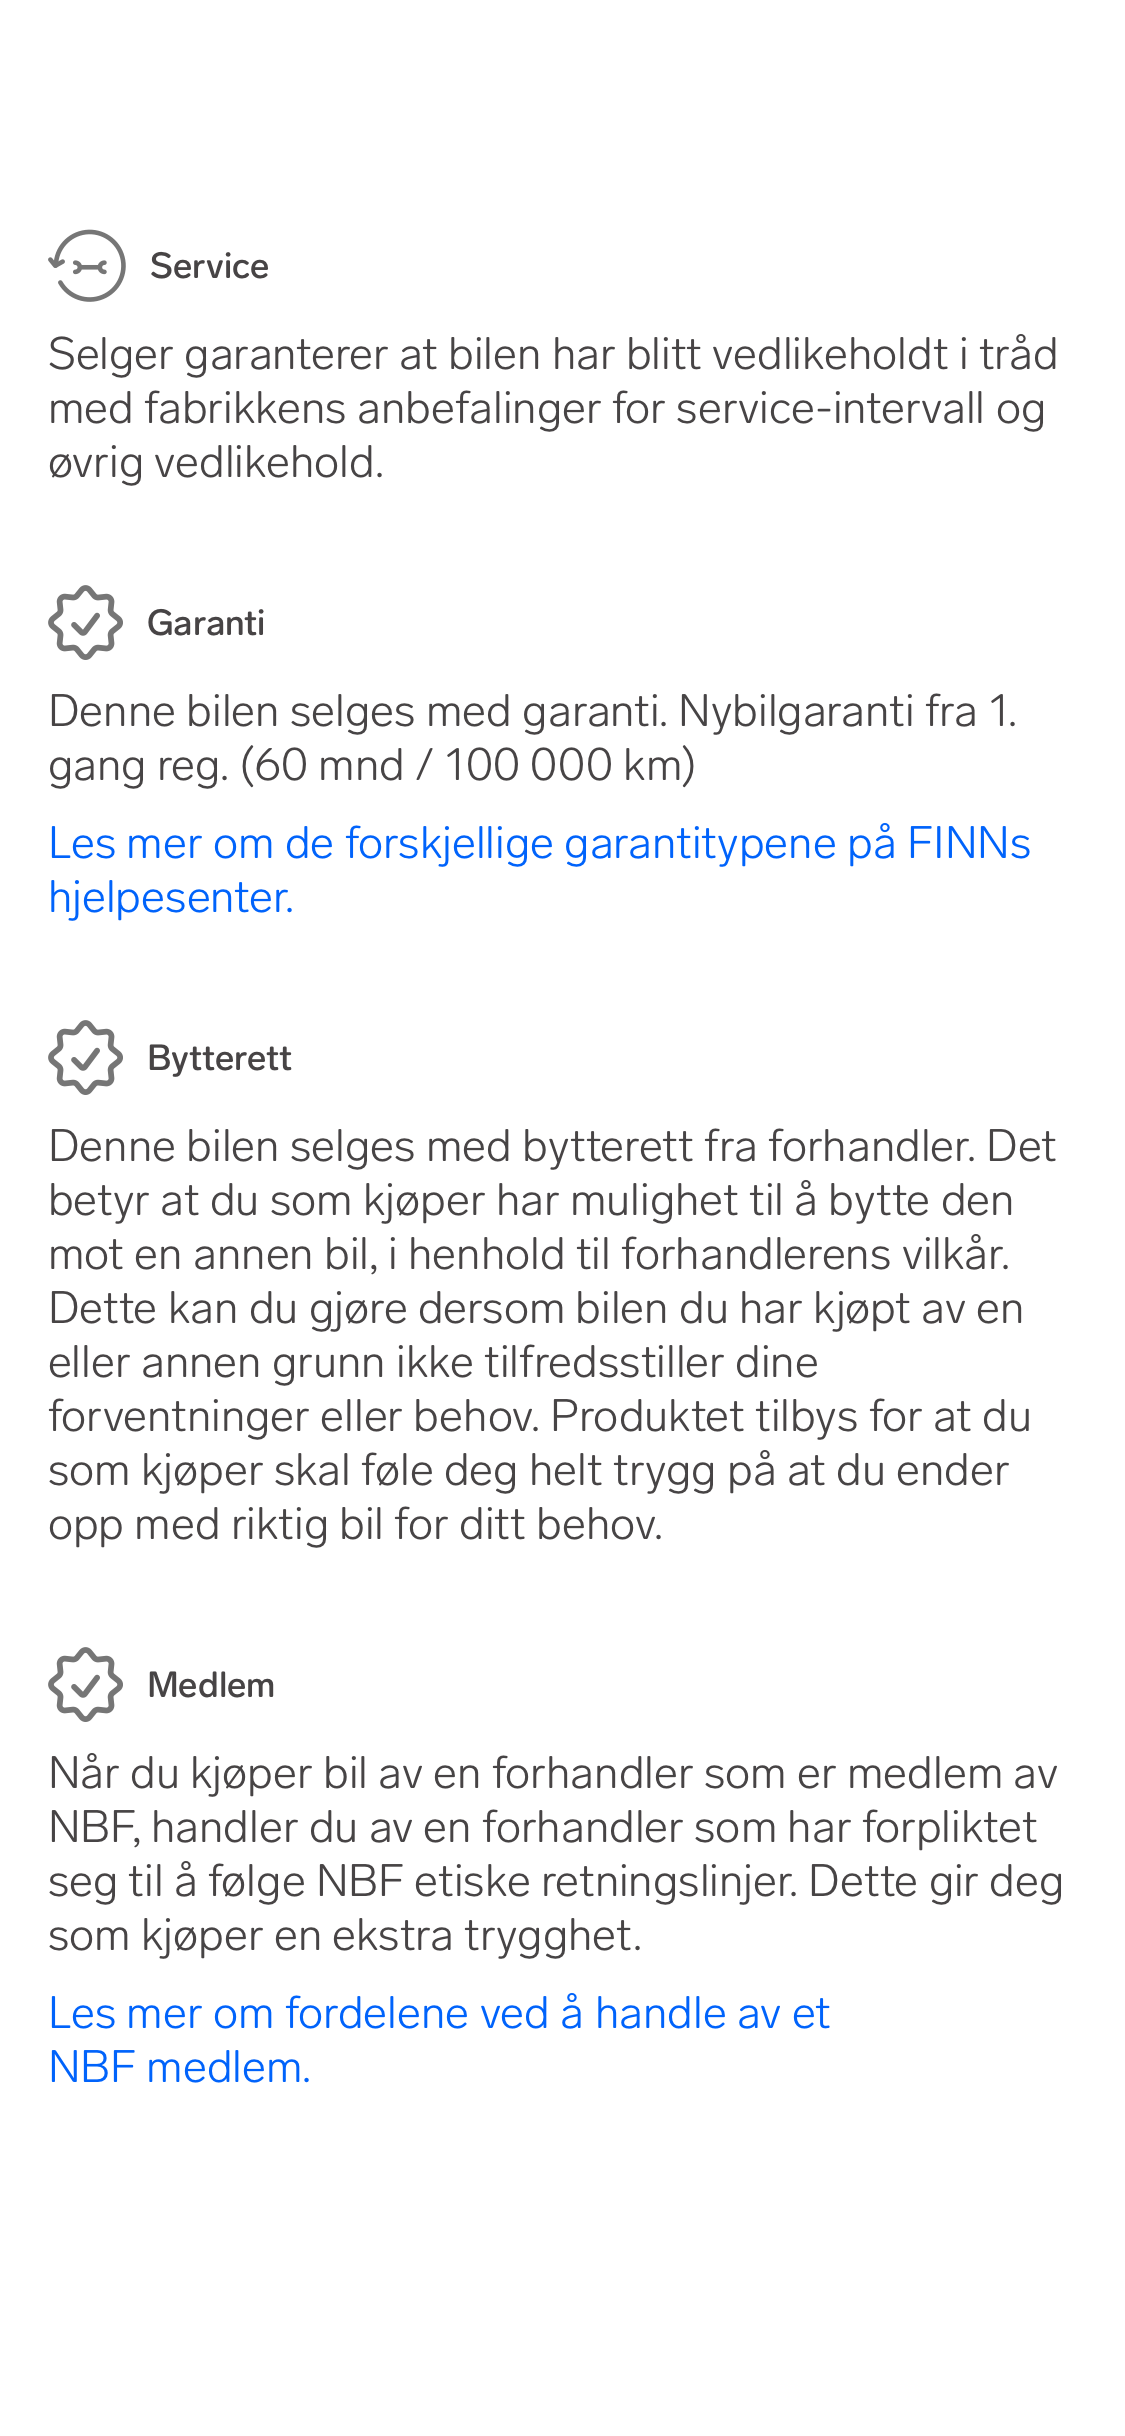 Service
Selger garanterer at bilen har blitt vedlikeholdt i tråd
med fabrikkens anbefalinger for service-intervall og
øvrig vedlikehold.
Garanti
Denne bilen selges med garanti. Nybilgaranti fra 1.
gang reg. (60 mnd / 100 000 km)
Les mer om de forskjellige garantitypene på FINNs
hjelpesenter.
Bytterett
Denne bilen selges med bytterett fra forhandler. Det
betyr at du som kjøper har mulighet til å bytte den
mot en annen bil, i henhold til forhandlerens vilkår.
Dette kan du gjøre dersom bilen du har kjøpt av en
eller annen grunn ikke tilfredsstiller dine
forventninger eller behov. Produktet tilbys for at du
som kjøper skal føle deg helt trygg på at du ender
opp med riktig bil for ditt behov.
Medlem
Når du kjøper bil av en forhandler som er medlem av
NBF, handler du av en forhandler som har forpliktet
seg til å følge NBF etiske retningslinjer. Dette gir deg
som kjøper en ekstra trygghet.
Les mer om fordelene ved å handle av et
NBF medlem.